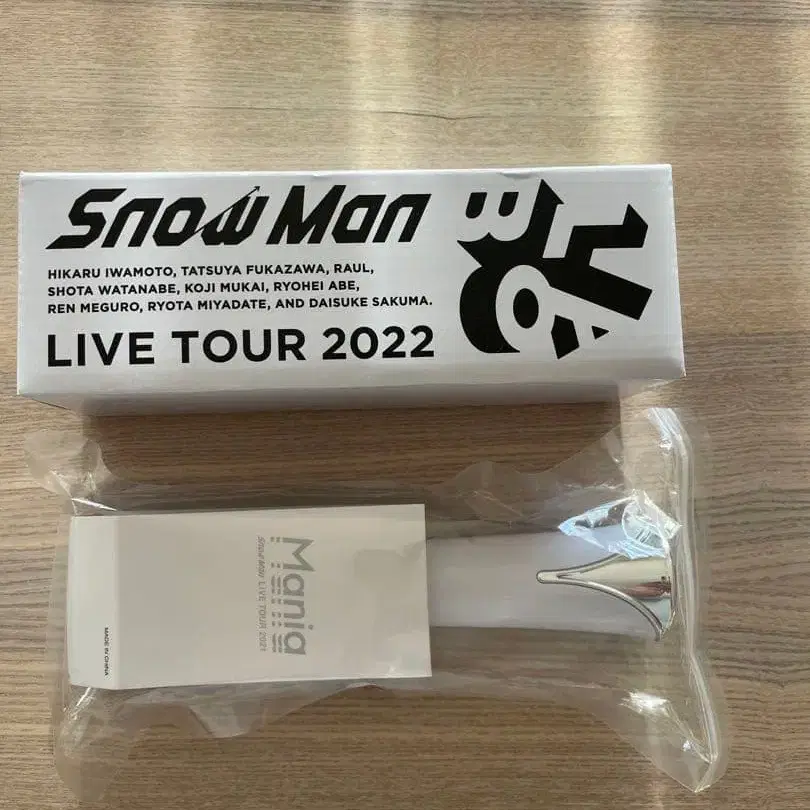 Snow Man
HIKARU IWAMOTO, TATSUYA FUKAZAWA, RAUL,
SHOTA WATANABE, KOJI MUKAI, RYOHEI ABE,
REN MEGURO, RYOTA MIYADATE, AND DAISUKE SAKUMA.
LIVE TOUR 2022
Mania
Snow Man LIVE TOUR 2021
MADE IN CHINA